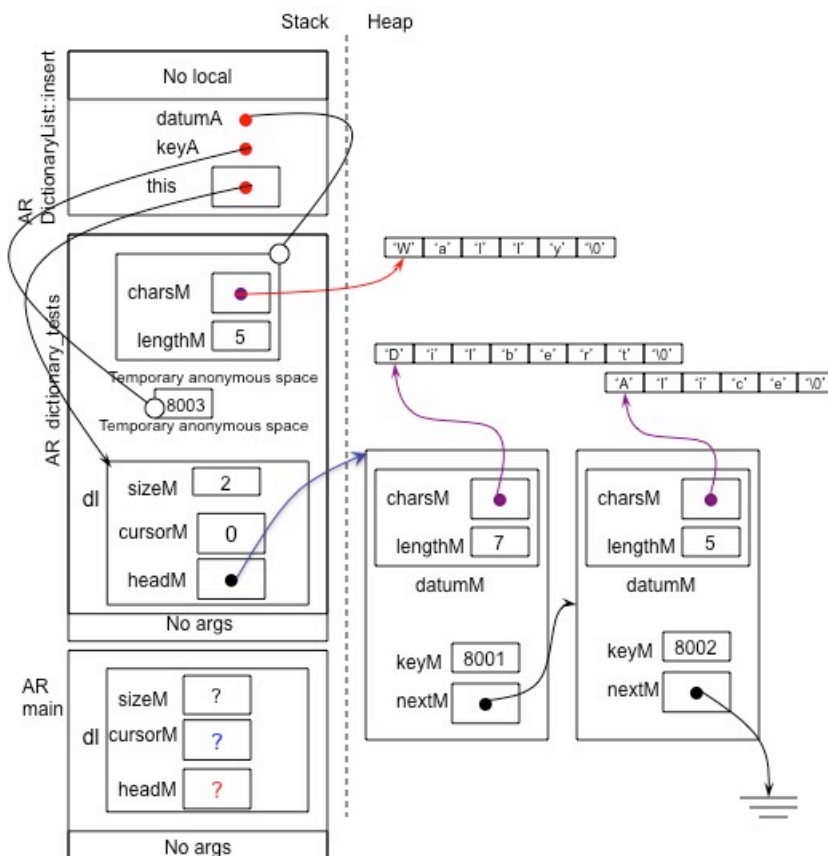 Stack
Heap
AR
DictionaryList::insert
No local
datumA
keyA
this
AR dictionary_tests
charsM
lengthM 5
Temporary anonymous space
8003
Temporary anonymous space
dl
sizeM 2
cursorM 0
headM
No args
AR
main
dl
sizeM ?
cursorM ?
headM ?
No args
'W' 'a' 'l' 'l' 'y' '\0'
'D' 'i' 'l' 'b' 'e' 'r' 't' '\0'
'A' 'l' 'i' 'c' 'e' '\0'
charsM
lengthM 7
datumM
keyM 8001
nextM
charsM
lengthM 5
datumM
keyM 8002
nextM